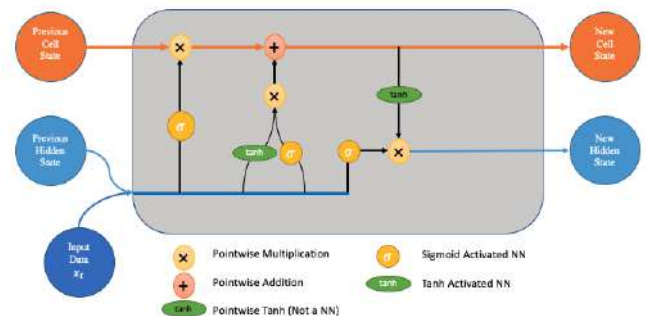 Previous
Cell
State
New
Cell
State
×
+
tanh
×
Previous
Hidden
State
σ
tanh
σ
σ
×
New
Hidden
State
Input
Data
xₜ
× Pointwise Multiplication
σ Sigmoid Activated NN
+ Pointwise Addition
tanh Tanh Activated NN
tanh Pointwise Tanh (Not a NN)